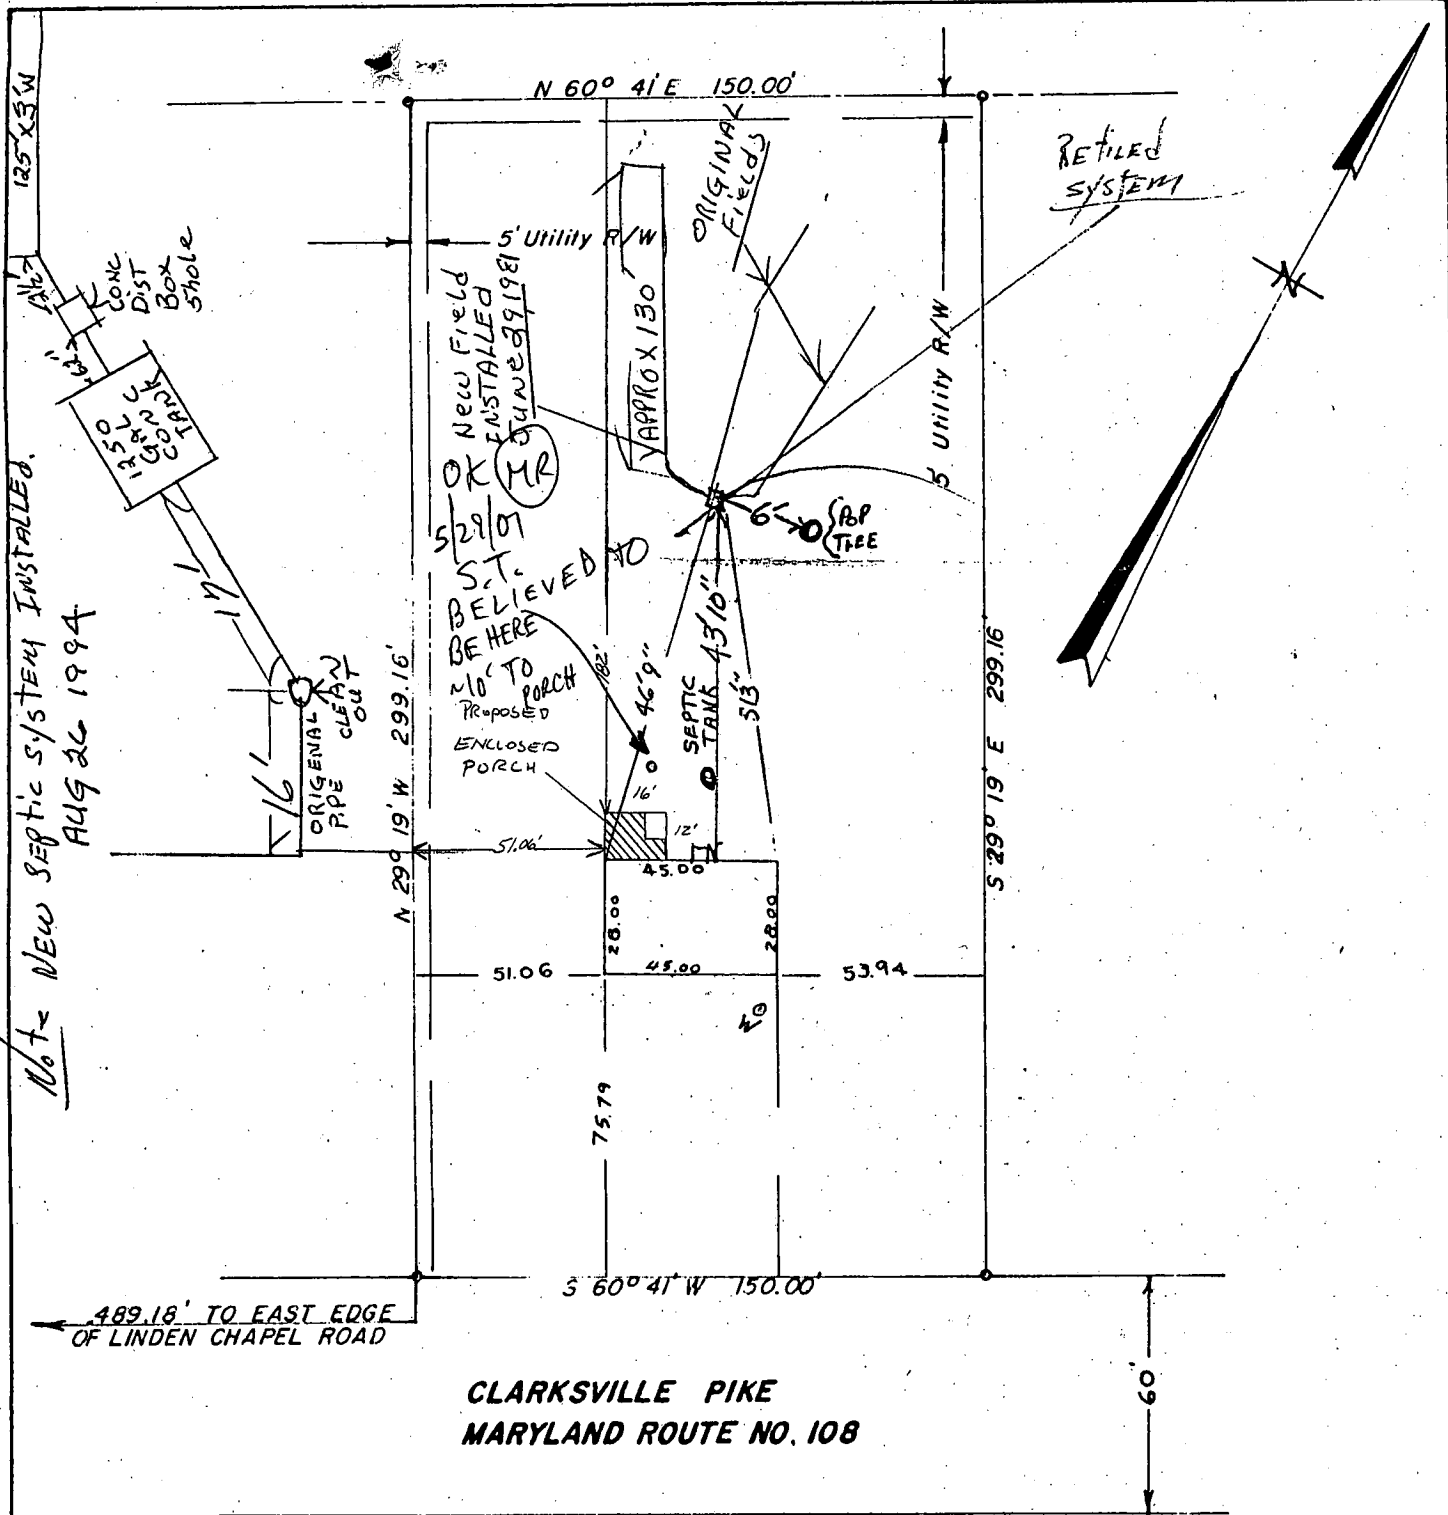 N 60° 41' E 150.00'
125' X 3' W
CONC
DIST
BOX
5hole
1250
GAL
CONC
TANK
17'
16'
ORIGENAL
PIPE
CLEAN
OUT
Note NEW SEPtic SyStEM INSTALLED.
AUG 26 1994
5' Utility R/W
ORIGINAL
FIELDS
REtILED
SYSTEM
NEW FIELD
INSTALLED
June 29 1981
APPROX 130'
5' Utility R/W
OK MR
5/29/01
S.T.
BELIEVED TO
BE HERE
~10' TO
PORCH
PROPOSED
ENCLOSED
PORCH
6'
POP
TREE
182'
46'9"
SEPTIC
TANK
43'10"
51'3"
16'
12'
N 29° 19' W 299.16'
S 29° 19 E 299.16
N
51.06'
45.00
28.00
28.00
51.06
45.00
53.94
W
75.79
S 60° 41' W 150.00'
489.18' TO EAST EDGE
OF LINDEN CHAPEL ROAD
CLARKSVILLE PIKE
MARYLAND ROUTE NO. 108
60'